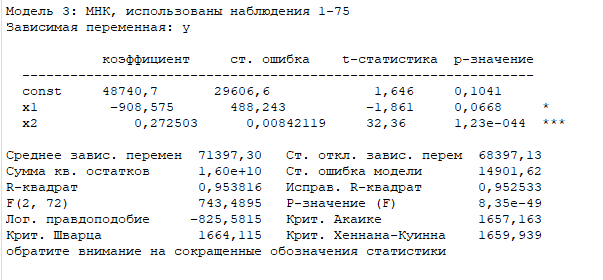 Модель 3: МНК, использованы наблюдения 1-75
Зависимая переменная: y
коэффициент ст. ошибка t-статистика p-значение
---------------------------------------------------------------
const 48740,7 29606,6 1,646 0,1041
x1 -908,575 488,243 -1,861 0,0668 *
x2 0,272503 0,00842119 32,36 1,23e-044 ***
Среднее завис. перемен 71397,30 Ст. откл. завис. перем 68397,13
Сумма кв. остатков 1,60e+10 Ст. ошибка модели 14901,62
R-квадрат 0,953816 Исправ. R-квадрат 0,952533
F(2, 72) 743,4895 Р-значение (F) 8,35e-49
Лог. правдоподобие -825,5815 Крит. Акаике 1657,163
Крит. Шварца 1664,115 Крит. Хеннана-Куинна 1659,939
обратите внимание на сокращенные обозначения статистики